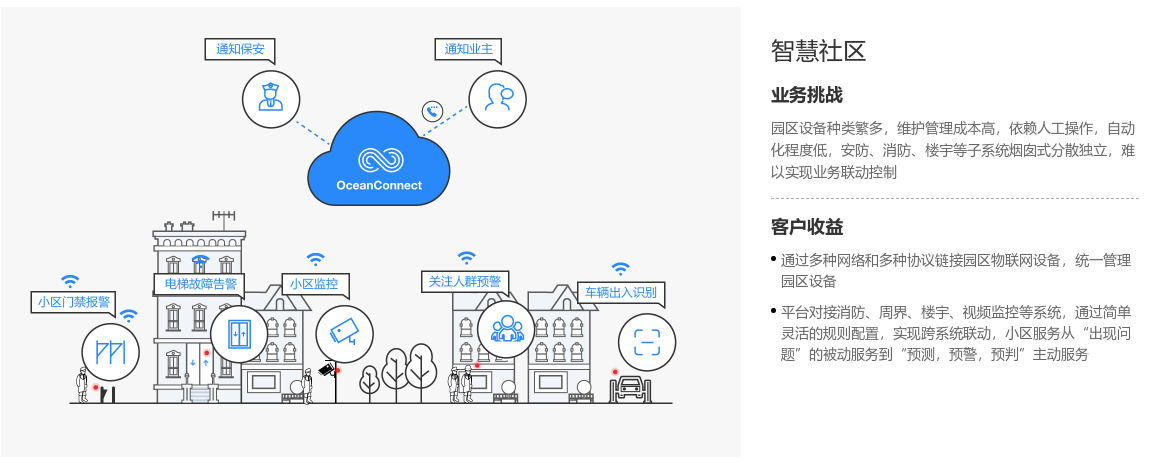 通知保安
通知业主
OceanConnect
电梯故障告警
小区监控
关注人群预警
车辆出入识别
小区门禁报警
智慧社区
业务挑战
园区设备种类繁多，维护管理成本高，依赖人工操作，自动
化程度低，安防、消防、楼宇等子系统烟囱式分散独立，难
以实现业务联动控制
客户收益
通过多种网络和多种协议链接园区物联网设备，统一管理
园区设备
平台对接消防、周界、楼宇、视频监控等系统，通过简单
灵活的规则配置，实现跨系统联动，小区服务从“出现问
题”的被动服务到“预测，预警，预判”主动服务